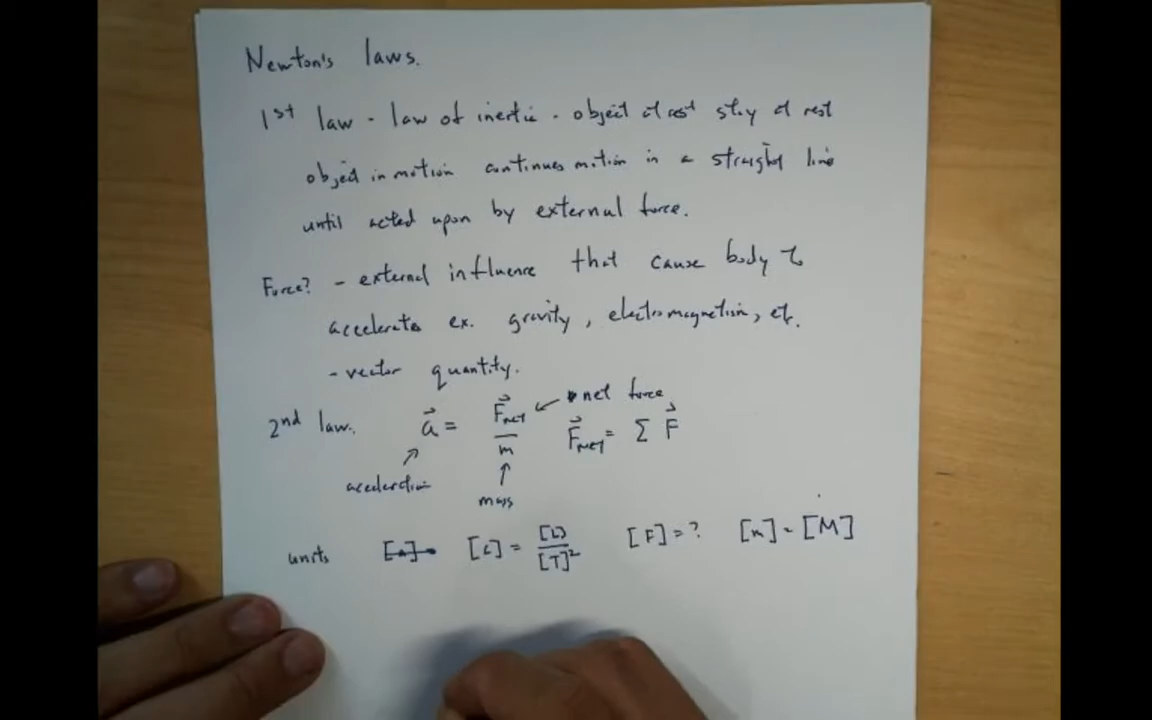 Newton's laws.
1st law - law of inertia - object at rest stay at rest
object in motion continues motion in a straight line
until acted upon by external force.
Force? - external influence that cause body to
accelerate ex. gravity, electromagnetism, etc.
- vector quantity.
2nd law. a⃗ = F⃗net / m ← net force F⃗net = Σ F⃗
acceleration
mass
units [a] = [L] / [T]² [F] = ? [m] = [M]